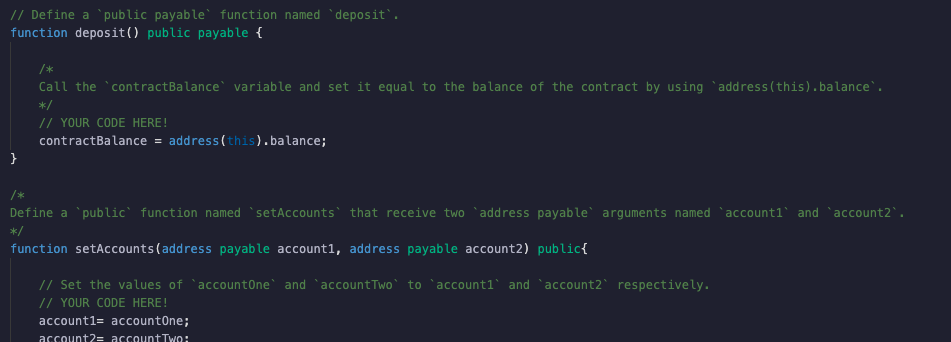 // Define a `public payable` function named `deposit`.
function deposit() public payable {
/*
Call the `contractBalance` variable and set it equal to the balance of the contract by using `address(this).balance`.
*/
// YOUR CODE HERE!
contractBalance = address(this).balance;
}
/*
Define a `public` function named `setAccounts` that receive two `address payable` arguments named `account1` and `account2`.
*/
function setAccounts(address payable account1, address payable account2) public{
// Set the values of `accountOne` and `accountTwo` to `account1` and `account2` respectively.
// YOUR CODE HERE!
account1= accountOne;
account2= accountTwo;